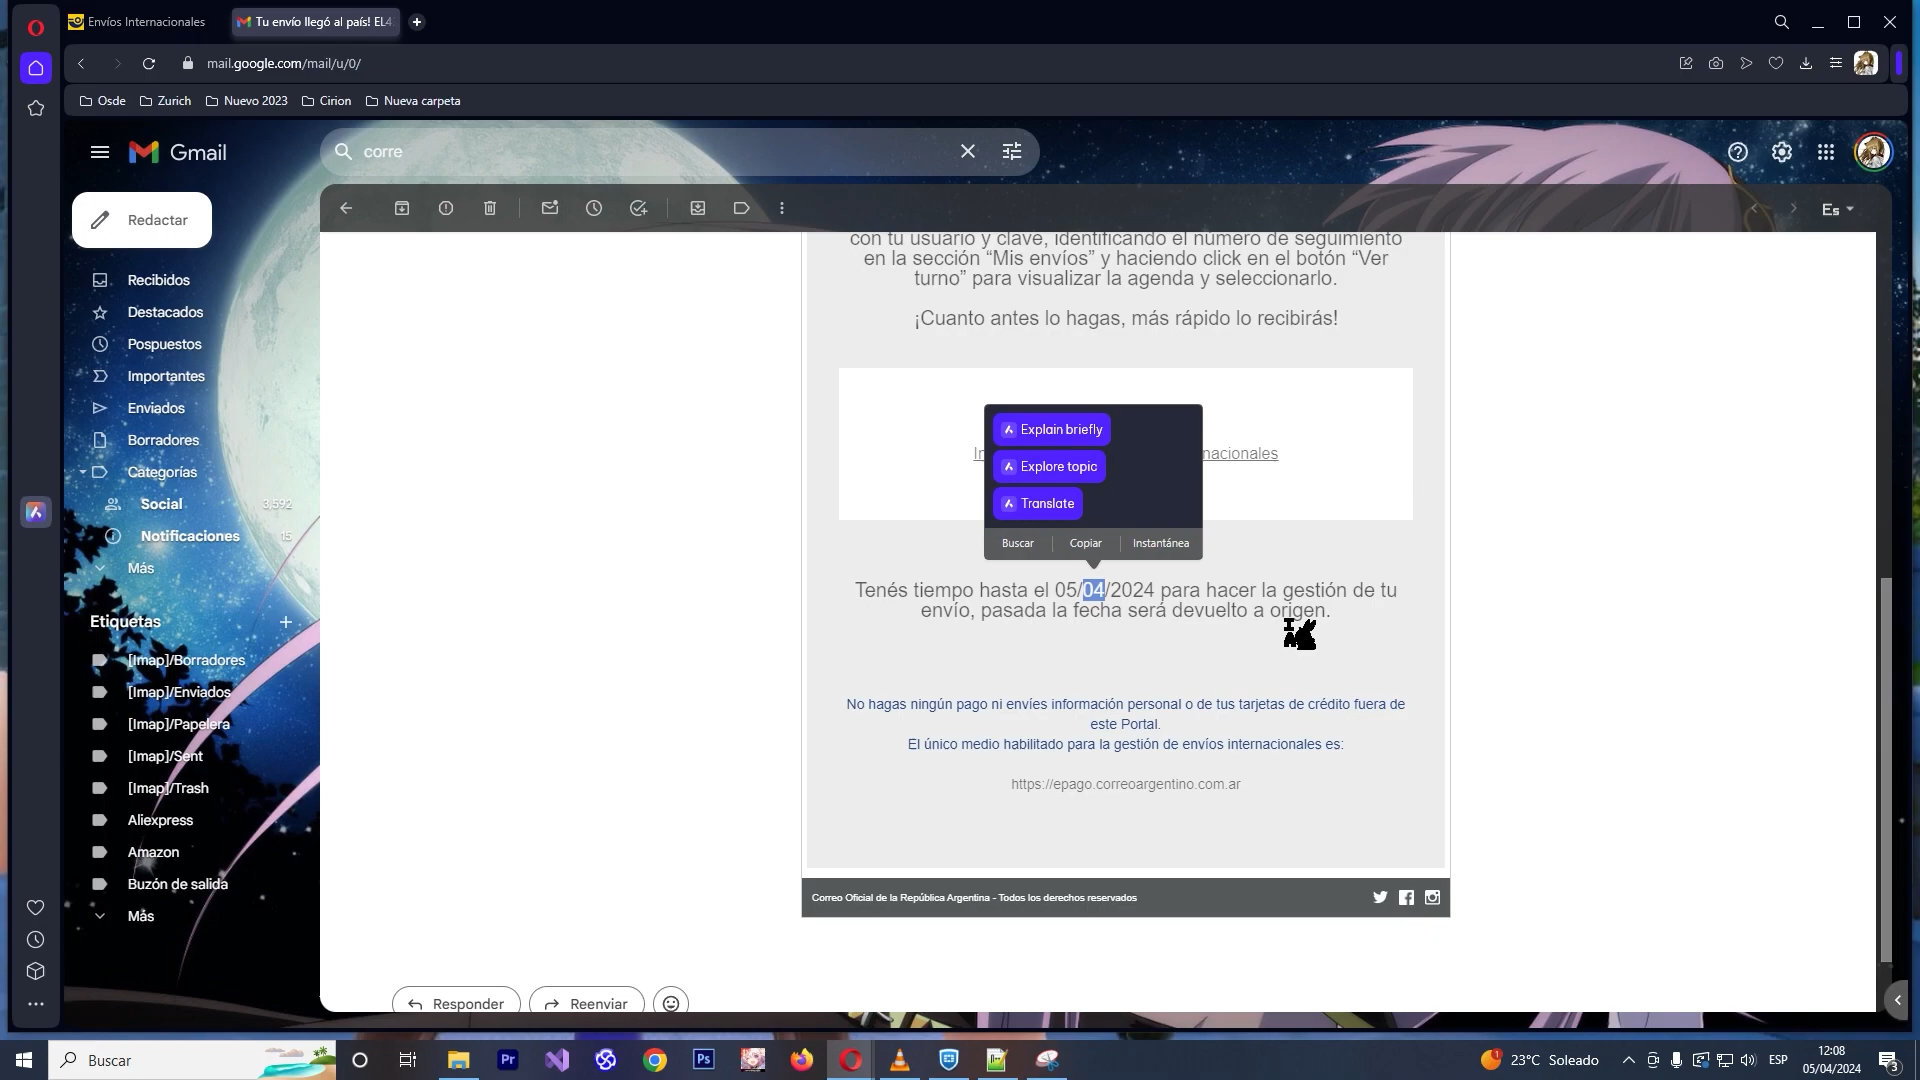 Envíos Internacionales
Tu envío llegó al país! EL4
mail.google.com/mail/u/0/
Osde
Zurich
Nuevo 2023
Cirion
Nueva carpeta
Gmail
corre
Redactar
Es
Recibidos
Destacados
Pospuestos
Importantes
Enviados
Borradores
Categorías
Social 3,592
Notificaciones 15
Más
Etiquetas
[Imap]/Borradores
[Imap]/Enviados
[Imap]/Papelera
[Imap]/Sent
[Imap]/Trash
Aliexpress
Amazon
Buzón de salida
Más
con tu usuario y clave, identificando el número de seguimiento
en la sección “Mis envíos” y haciendo click en el botón “Ver
turno” para visualizar la agenda y seleccionarlo.
¡Cuanto antes lo hagas, más rápido lo recibirás!
nacionales
Explain briefly
Explore topic
Translate
Buscar
Copiar
Instantánea
Tenés tiempo hasta el 05/04/2024 para hacer la gestión de tu
envío, pasada la fecha será devuelto a origen.
No hagas ningún pago ni envíes información personal o de tus tarjetas de crédito fuera de
este Portal.
El único medio habilitado para la gestión de envíos internacionales es:
https://epago.correoargentino.com.ar
Correo Oficial de la República Argentina - Todos los derechos reservados
Responder
Reenviar
Buscar
Pr
Ps
1
23°C Soleado
ESP
12:08
05/04/2024
3